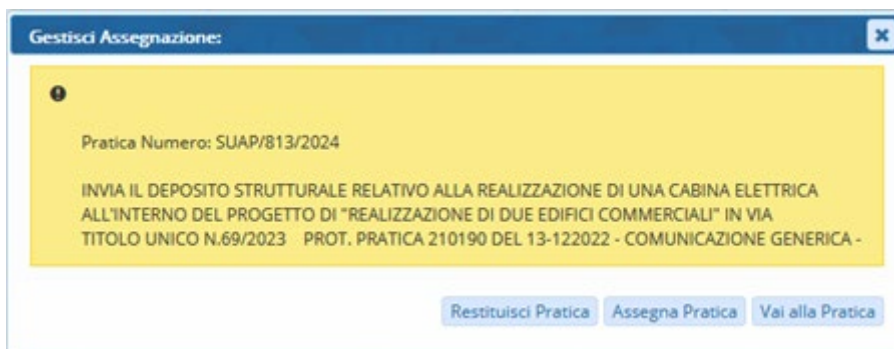 Gestisci Assegnazione:
Pratica Numero: SUAP/813/2024
INVIA IL DEPOSITO STRUTTURALE RELATIVO ALLA REALIZZAZIONE DI UNA CABINA ELETTRICA
ALL'INTERNO DEL PROGETTO DI "REALIZZAZIONE DI DUE EDIFICI COMMERCIALI" IN VIA
TITOLO UNICO N.69/2023 PROT. PRATICA 210190 DEL 13-122022 - COMUNICAZIONE GENERICA -
Restituisci Pratica Assegna Pratica Vai alla Pratica